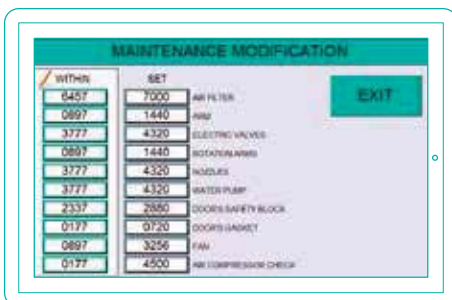 MAINTENANCE MODIFICATION
WITHIN SET
6457 7000 AIR FILTER
0897 1440 ARM
3777 4320 ELECTRIC VALVES
0897 1440 ROTATION ARMS
3777 4320 NOZZLES
3777 4320 WATER PUMP
2337 2880 DOORS SAFETY BLOCK
0177 0720 DOORS GASKET
0897 3256 FAN
0177 4500 AIR COMPRESSOR CHECK
EXIT